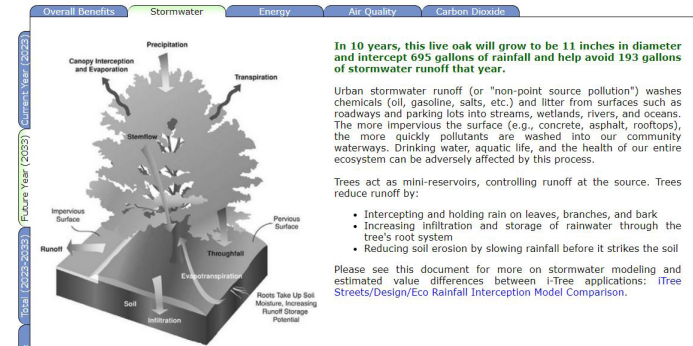 Overall Benefits
Stormwater
Energy
Air Quality
Carbon Dioxide
Current Year (2023)
Future Year (2033)
Total (2023-2033)
Precipitation
Canopy Interception
and Evaporation
Transpiration
Stemflow
Impervious
Surface
Pervious
Surface
Runoff
Throughfall
Evapotranspiration
Soil
Infiltration
Roots Take Up Soil
Moisture, Increasing
Runoff Storage
Potential
In 10 years, this live oak will grow to be 11 inches in diameter
and intercept 695 gallons of rainfall and help avoid 193 gallons
of stormwater runoff that year.
Urban stormwater runoff (or "non-point source pollution") washes
chemicals (oil, gasoline, salts, etc.) and litter from surfaces such as
roadways and parking lots into streams, wetlands, rivers, and oceans.
The more impervious the surface (e.g., concrete, asphalt, rooftops),
the more quickly pollutants are washed into our community
waterways. Drinking water, aquatic life, and the health of our entire
ecosystem can be adversely affected by this process.
Trees act as mini-reservoirs, controlling runoff at the source. Trees
reduce runoff by:
• Intercepting and holding rain on leaves, branches, and bark
• Increasing infiltration and storage of rainwater through the
tree's root system
• Reducing soil erosion by slowing rainfall before it strikes the soil
Please see this document for more on stormwater modeling and
estimated value differences between i-Tree applications: iTree
Streets/Design/Eco Rainfall Interception Model Comparison.